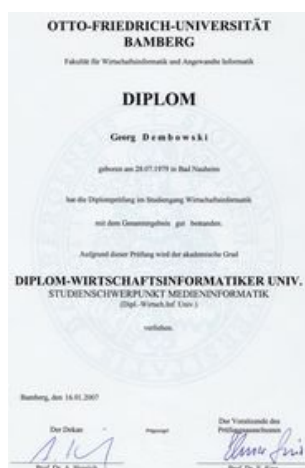 OTTO-FRIEDRICH-UNIVERSITÄT
BAMBERG
Fakultät für Wirtschaftsinformatik und Angewandte Informatik
DIPLOM
Georg Dembowski
geboren am 28.07.1979 in Bad Nauheim
hat die Diplomprüfung im Studiengang Wirtschaftsinformatik
mit dem Gesamtergebnis gut bestanden.
Aufgrund dieser Prüfung wird der akademische Grad
DIPLOM-WIRTSCHAFTSINFORMATIKER UNIV.
STUDIENSCHWERPUNKT MEDIENINFORMATIK
(Dipl.-Wirtsch.Inf. Univ.)
verliehen.
Bamberg, den 16.01.2007
Der Vorsitzende des
Der Dekan Prüfungsausschusses